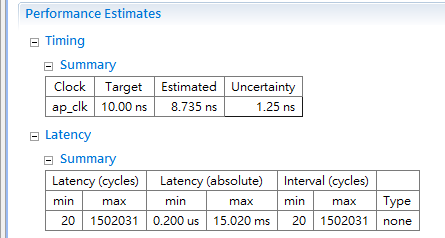 Performance Estimates
Timing
Summary
Clock Target Estimated Uncertainty
ap_clk 10.00 ns 8.735 ns 1.25 ns
Latency
Summary
Latency (cycles) Latency (absolute) Interval (cycles)
min max min max min max Type
20 1502031 0.200 us 15.020 ms 20 1502031 none